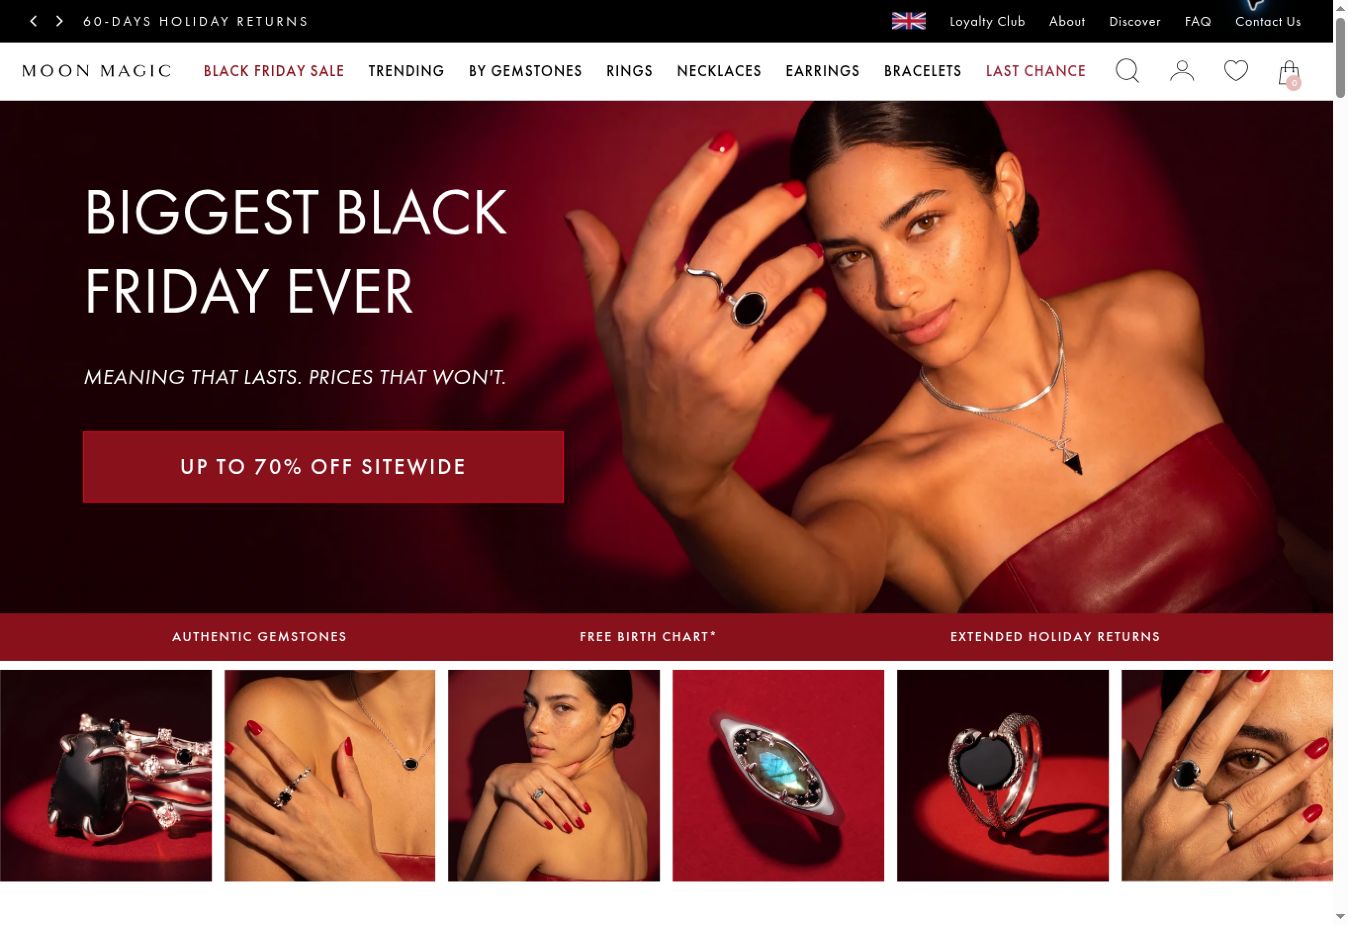 60-DAYS HOLIDAY RETURNS
Loyalty Club
About
Discover
FAQ
Contact Us
MOON MAGIC
BLACK FRIDAY SALE
TRENDING
BY GEMSTONES
RINGS
NECKLACES
EARRINGS
BRACELETS
LAST CHANCE
0
BIGGEST BLACK
FRIDAY EVER
MEANING THAT LASTS. PRICES THAT WON'T.
UP TO 70% OFF SITEWIDE
AUTHENTIC GEMSTONES
FREE BIRTH CHART*
EXTENDED HOLIDAY RETURNS